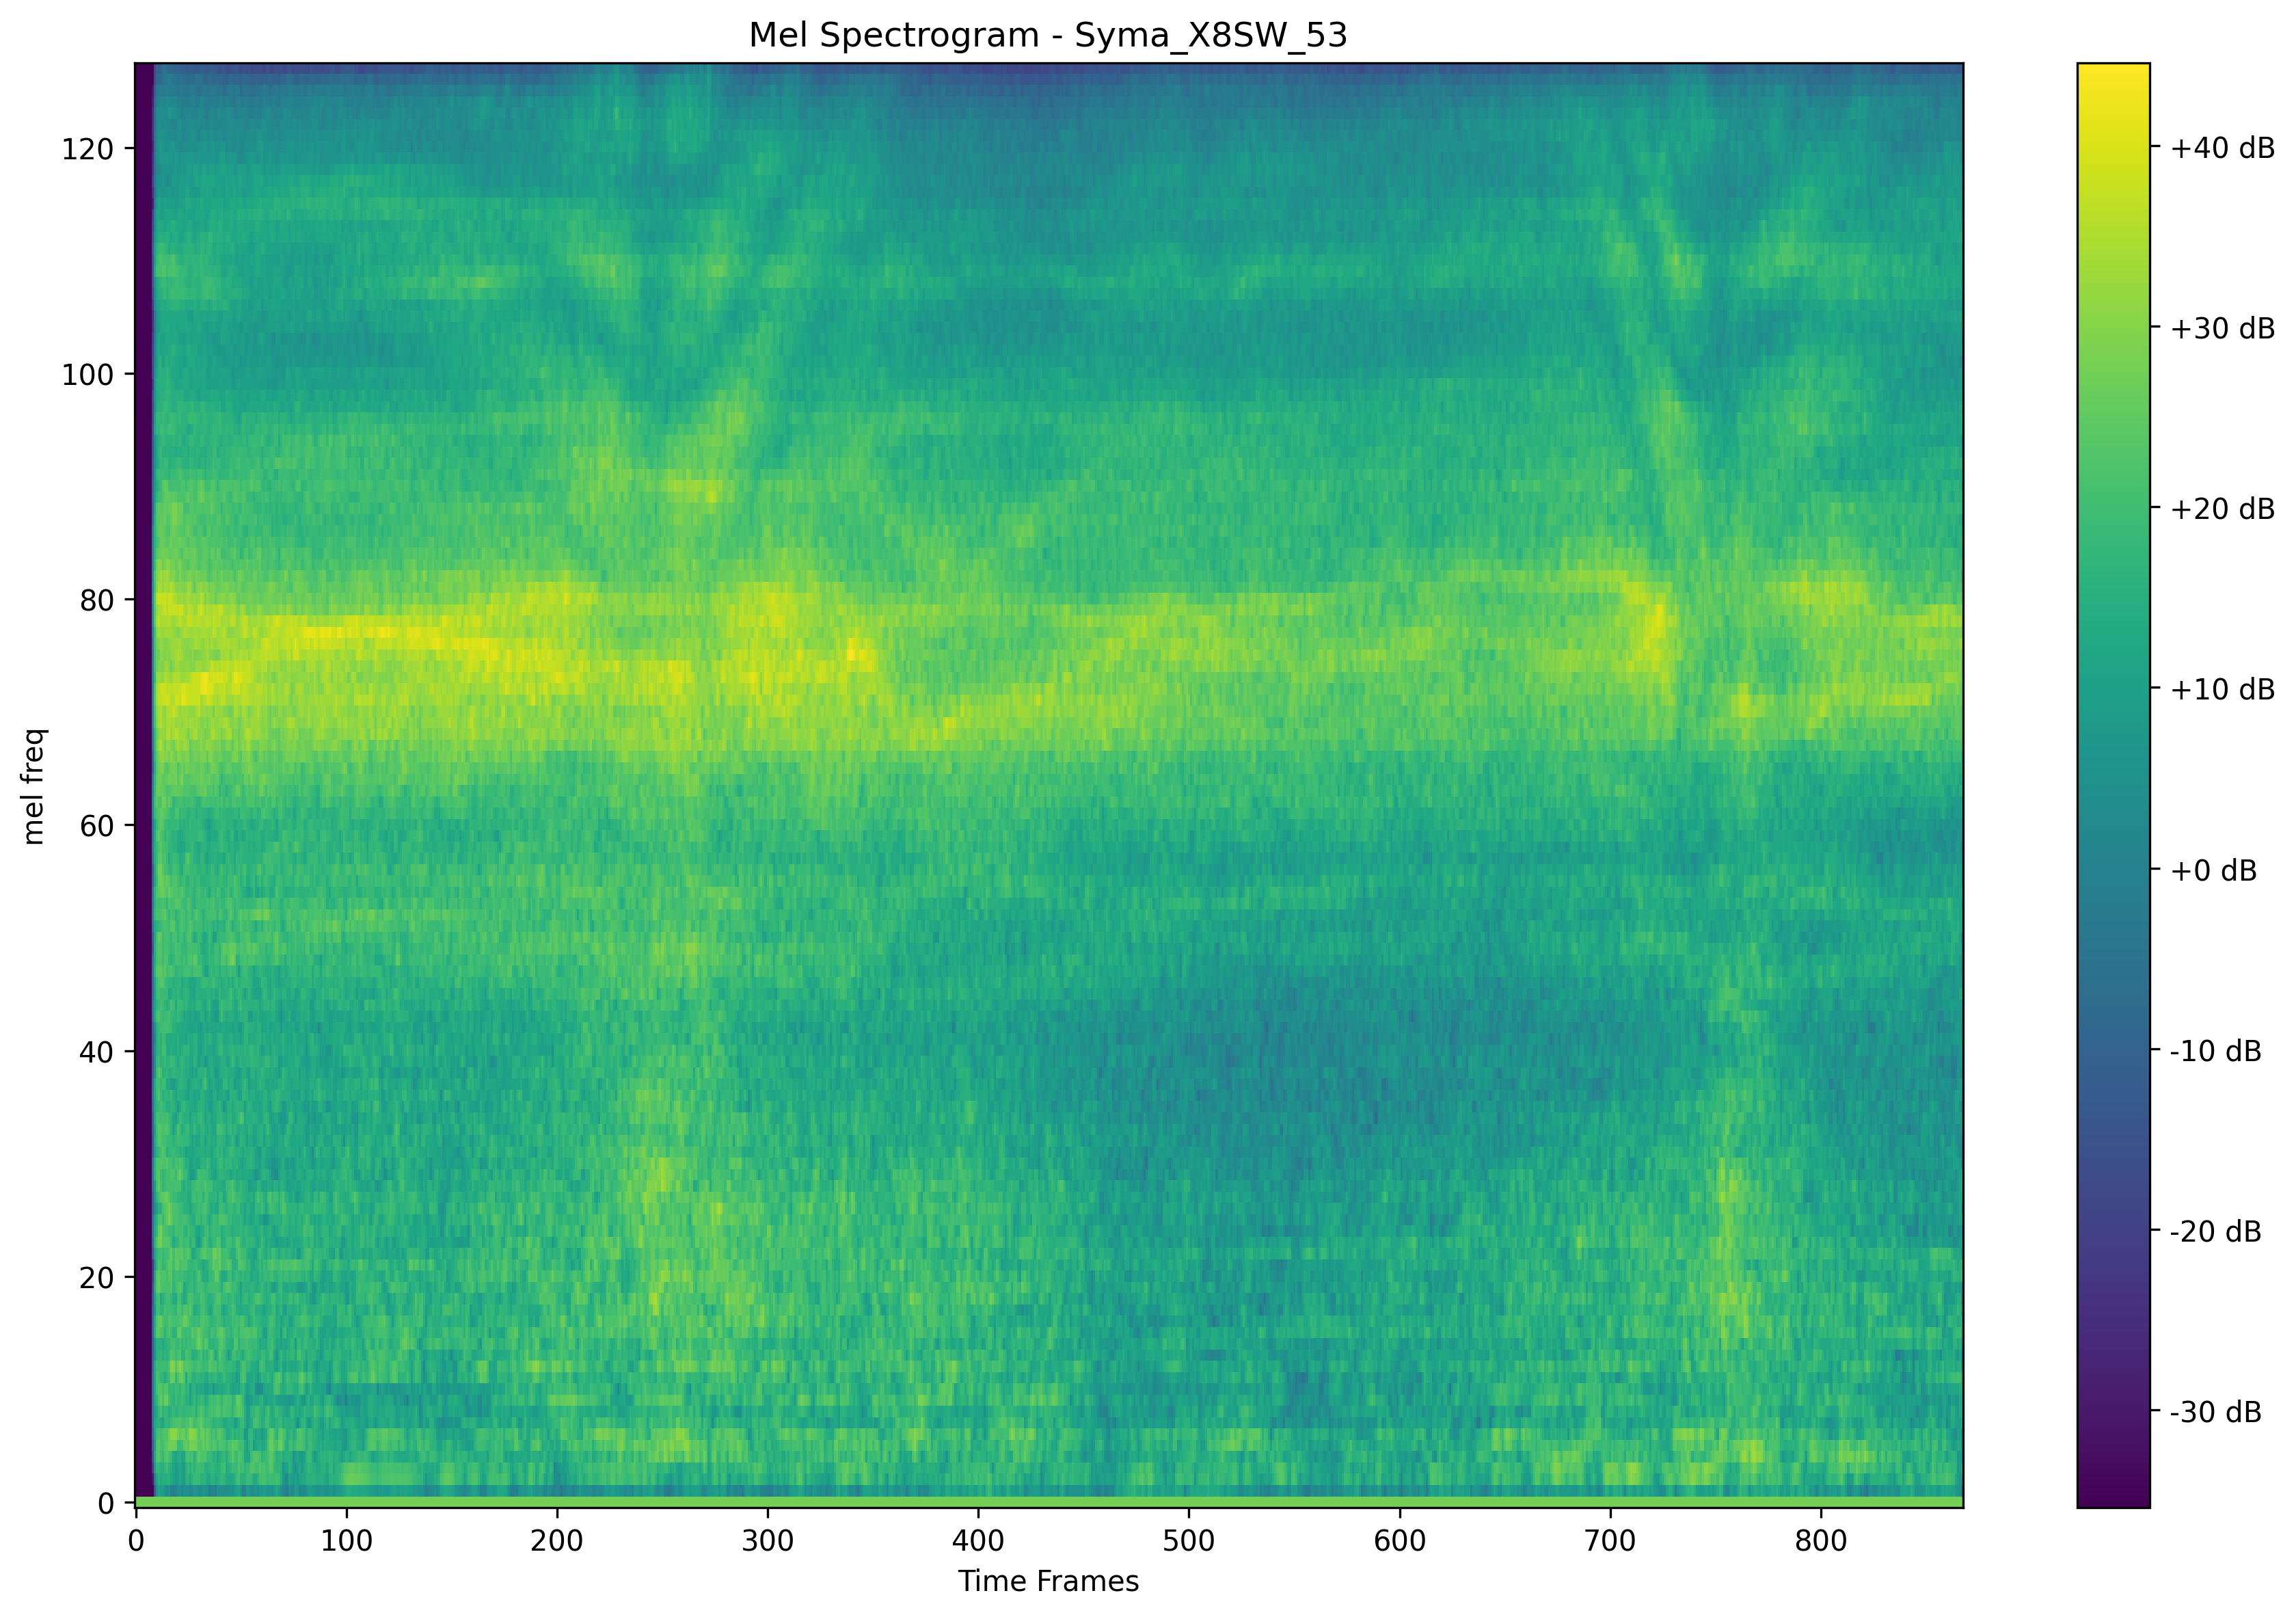 Mel Spectrogram - Syma_X8SW_53
mel freq
120
100
80
60
40
20
0
0 100 200 300 400 500 600 700 800
Time Frames
+40 dB
+30 dB
+20 dB
+10 dB
+0 dB
-10 dB
-20 dB
-30 dB